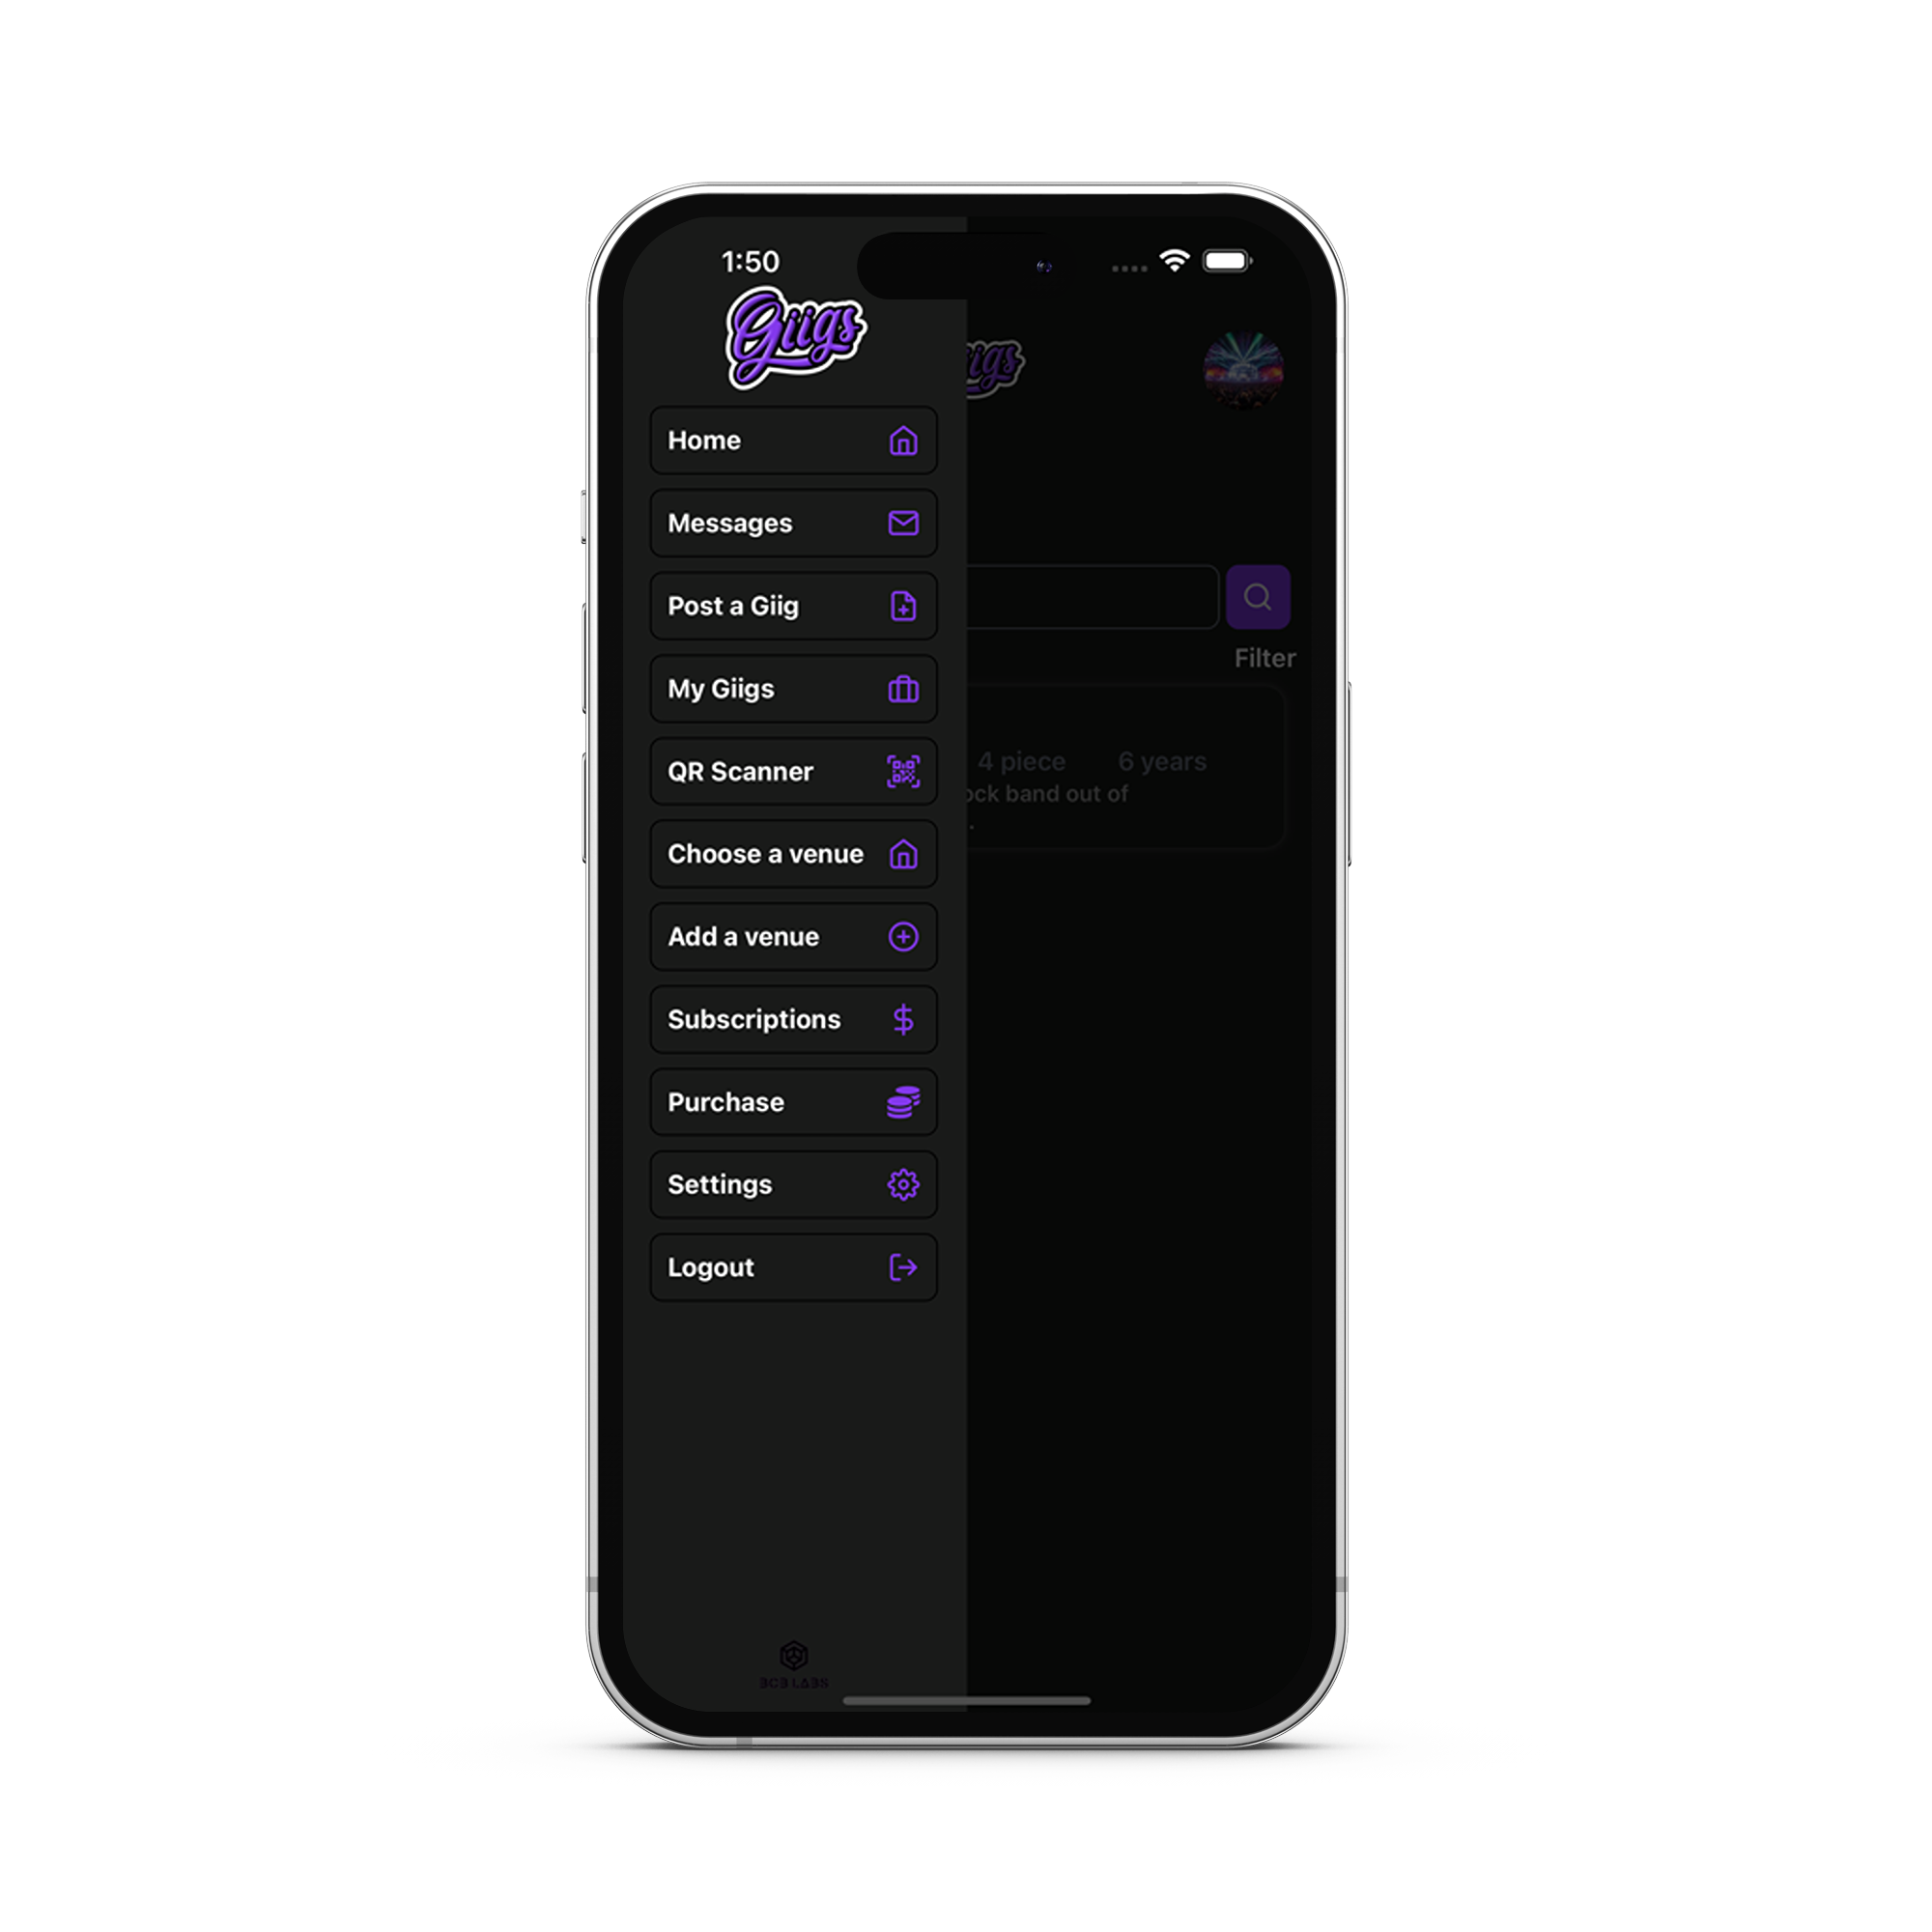 1:50
Giigs
iigs
Home
Messages
Post a Giig
Filter
My Giigs
4 piece 6 years
QR Scanner
ock band out of
.
Choose a venue
Add a venue
Subscriptions
Purchase
Settings
Logout
BCB LABS